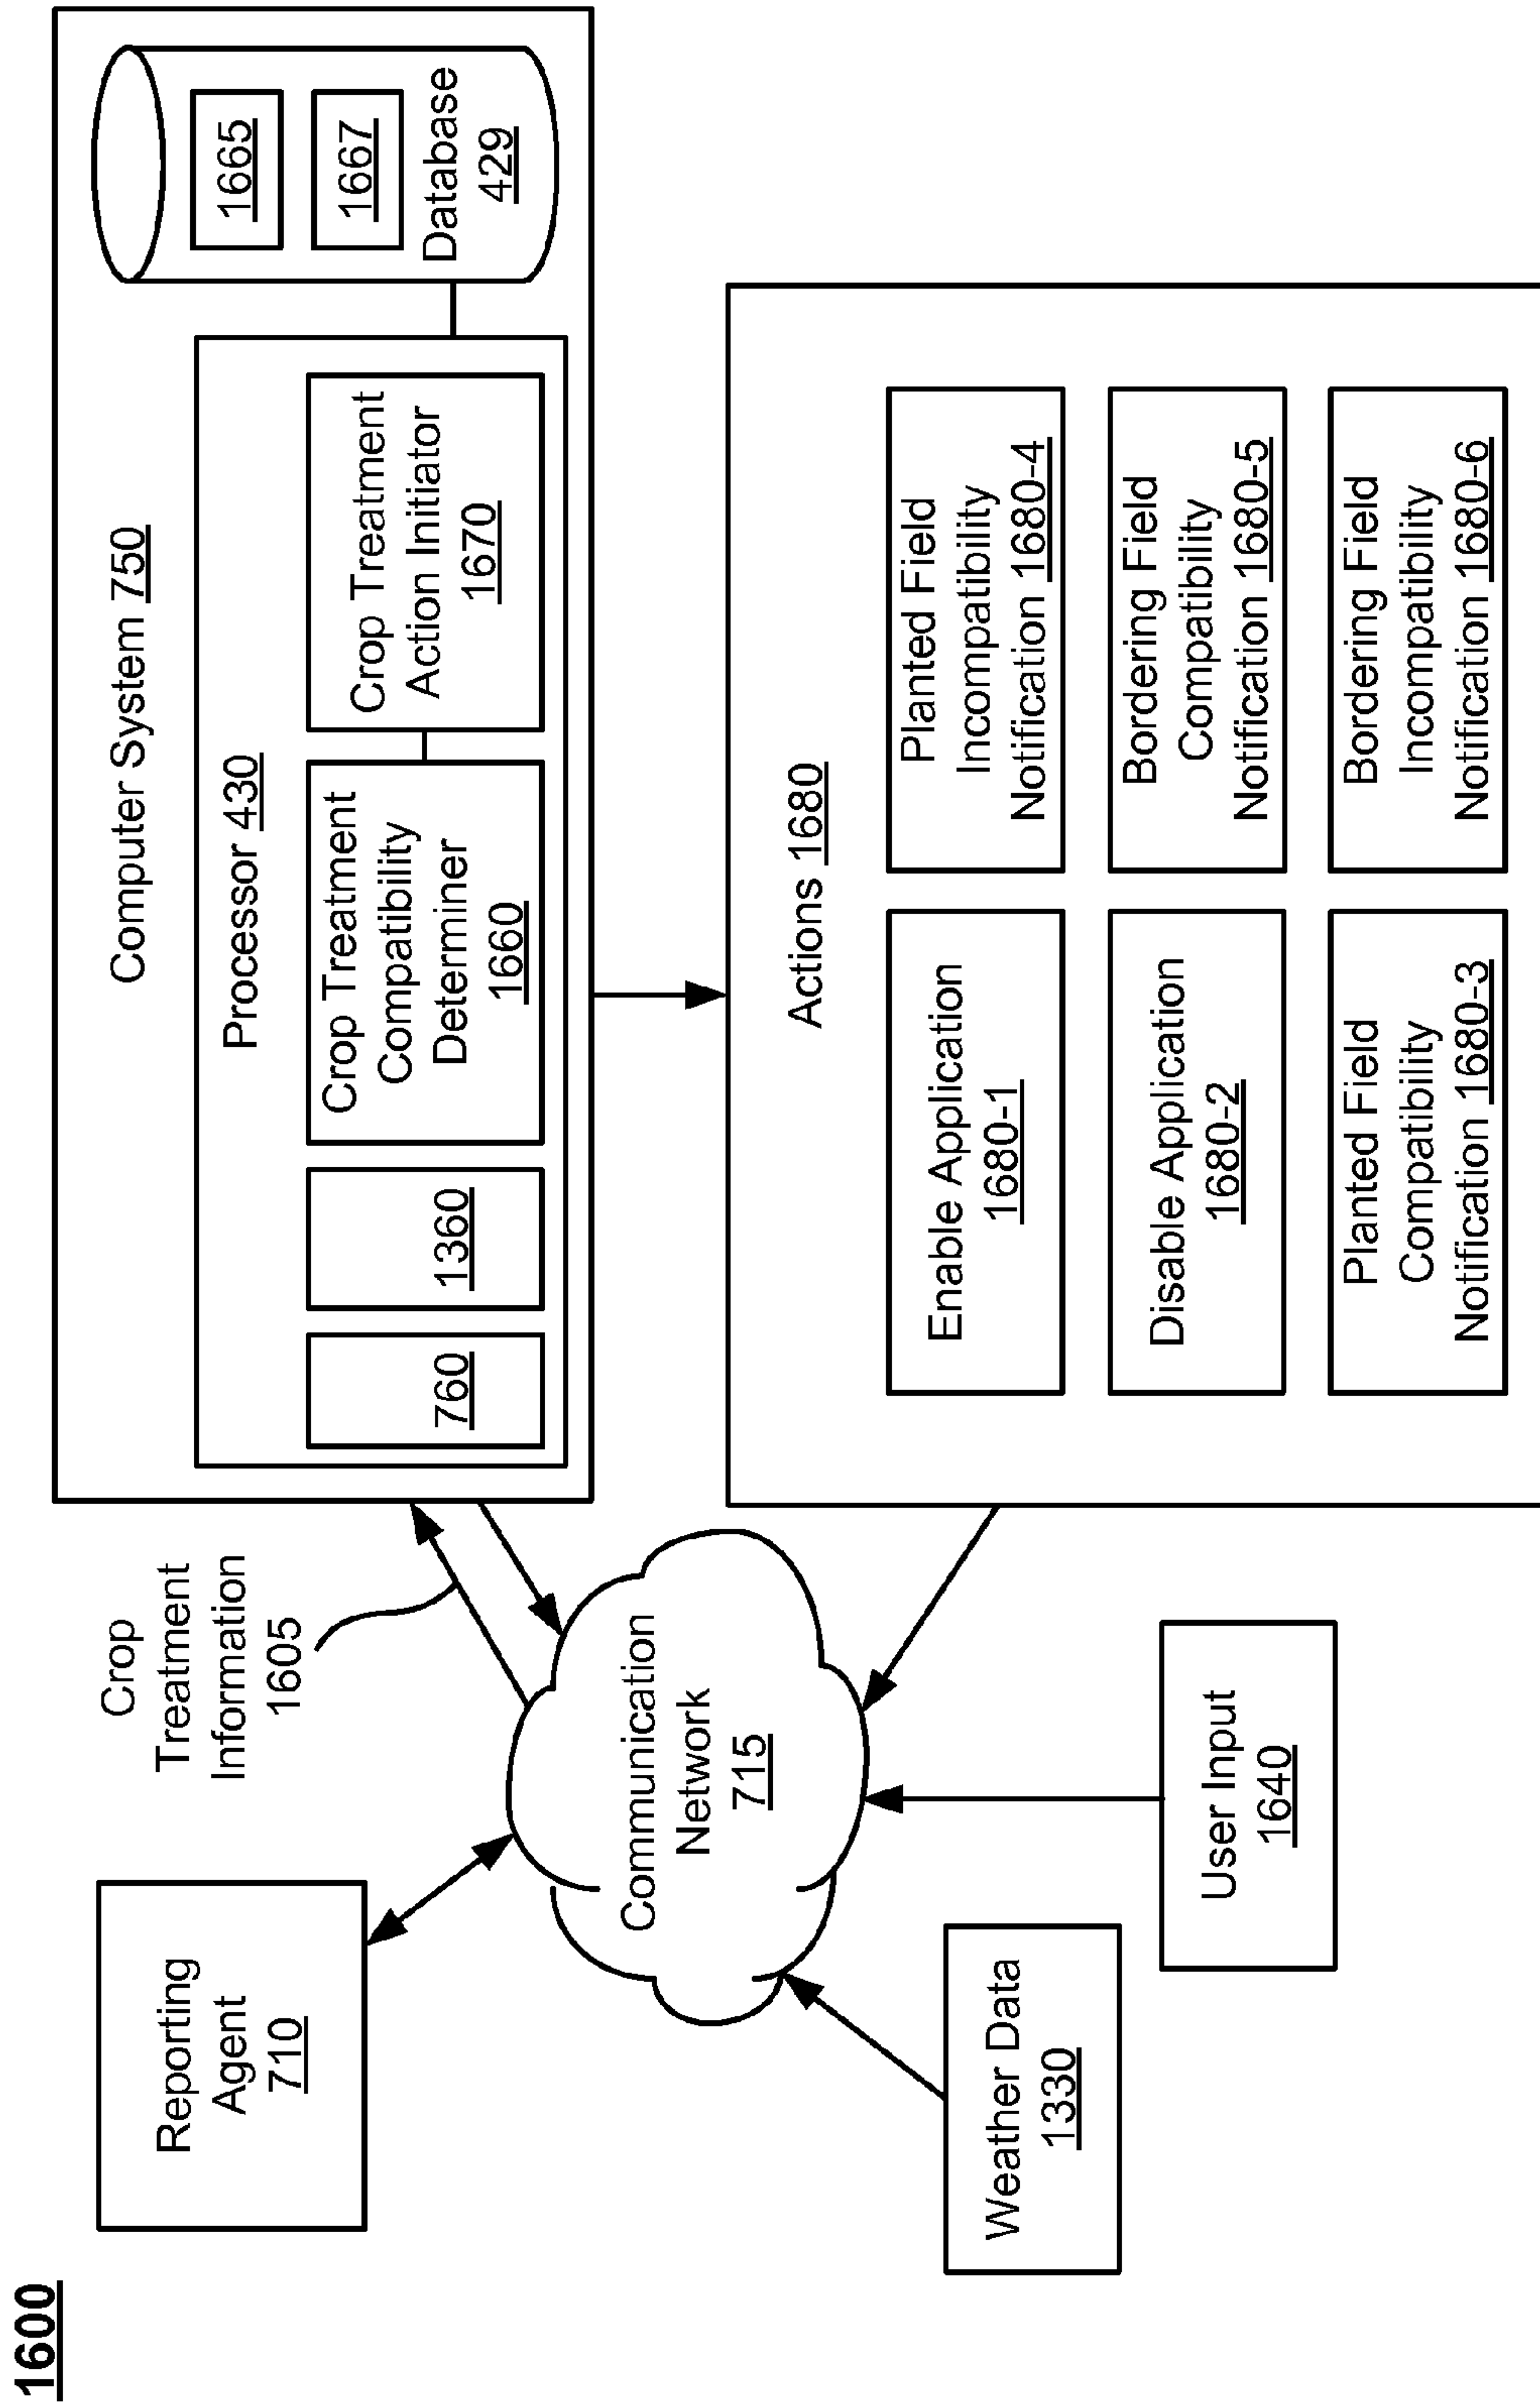 1600
Reporting
Agent
710
Crop
Treatment
Information
1605
Communication
Network
715
Weather Data
1330
User Input
1640
Computer System 750
Processor 430
760
1360
Crop Treatment
Compatibility
Determiner
1660
Crop Treatment
Action Initiator
1670
1665
1667
Database
429
Actions 1680
Enable Application
1680-1
Disable Application
1680-2
Planted Field
Compatibility
Notification 1680-3
Planted Field
Incompatibility
Notification 1680-4
Bordering Field
Compatibility
Notification 1680-5
Bordering Field
Incompatibility
Notification 1680-6